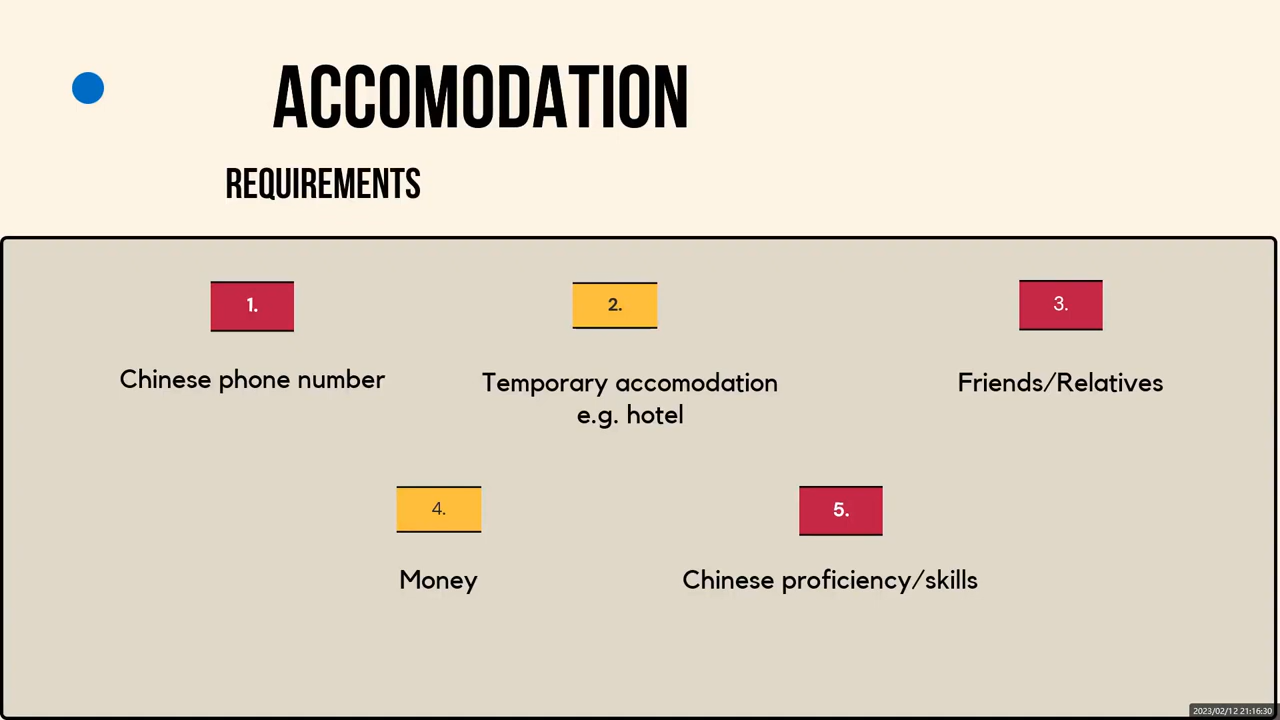 ACCOMODATION
REQUIREMENTS
1.
Chinese phone number
2.
Temporary accomodation
e.g. hotel
3.
Friends/Relatives
4.
Money
5.
Chinese proficiency/skills
2023/02/12 21:16:30